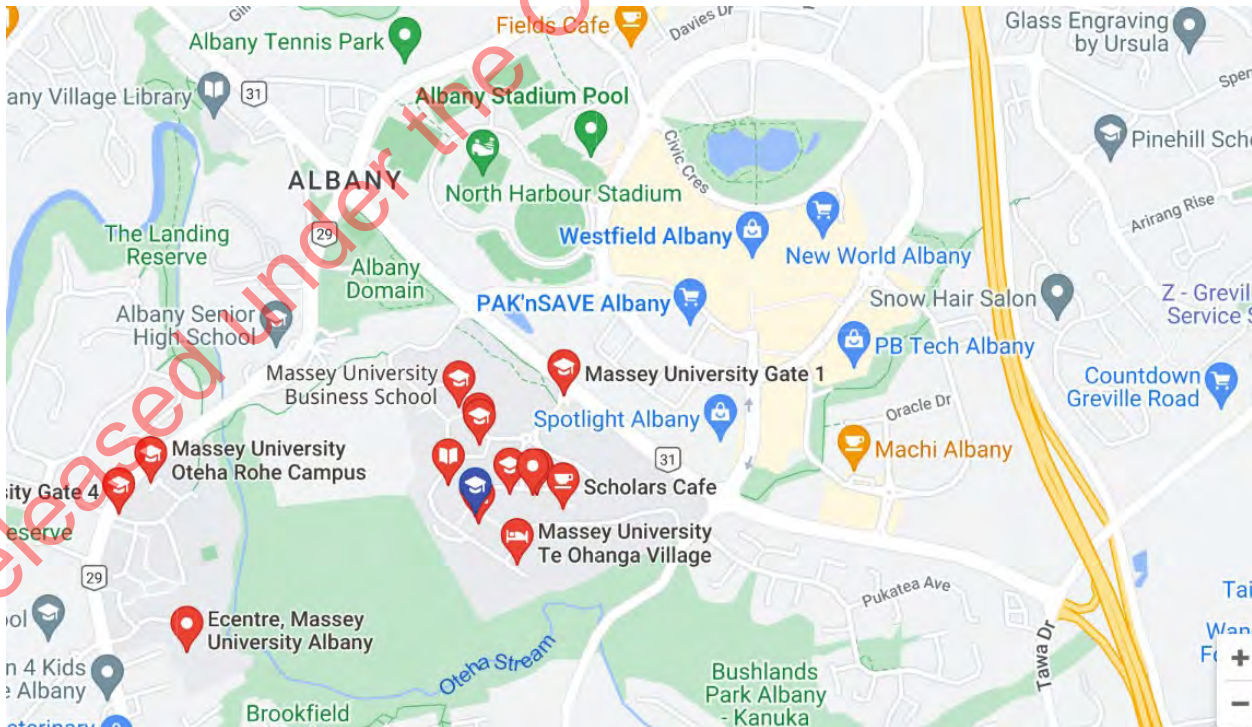 Fields Cafe
Davies Dr
Glass Engraving
by Ursula
Albany Tennis Park
any Village Library
31
Albany Stadium Pool
Civic Cres
Pinehill Sch
ALBANY
North Harbour Stadium
Arirang Rise
29
The Landing
Reserve
Westfield Albany
New World Albany
Albany
Domain
PAK'nSAVE Albany
Snow Hair Salon
Z - Grevil
Service S
Albany Senior
High School
PB Tech Albany
Massey University
Business School
Massey University Gate 1
Countdown
Greville Road
Spotlight Albany
Oracle Dr
Machi Albany
Massey University
Oteha Rohe Campus
31
sity Gate 4
Scholars Cafe
eserve
Massey University
Te Ohanga Village
29
Pukatea Ave
Tai
ool
Ecentre, Massey
University Albany
Oteha Stream
Tawa Dr
Wan
Fo
n 4 Kids
e Albany
Bushlands
Park Albany
- Kanuka
Brookfield
+
−
eleased under the